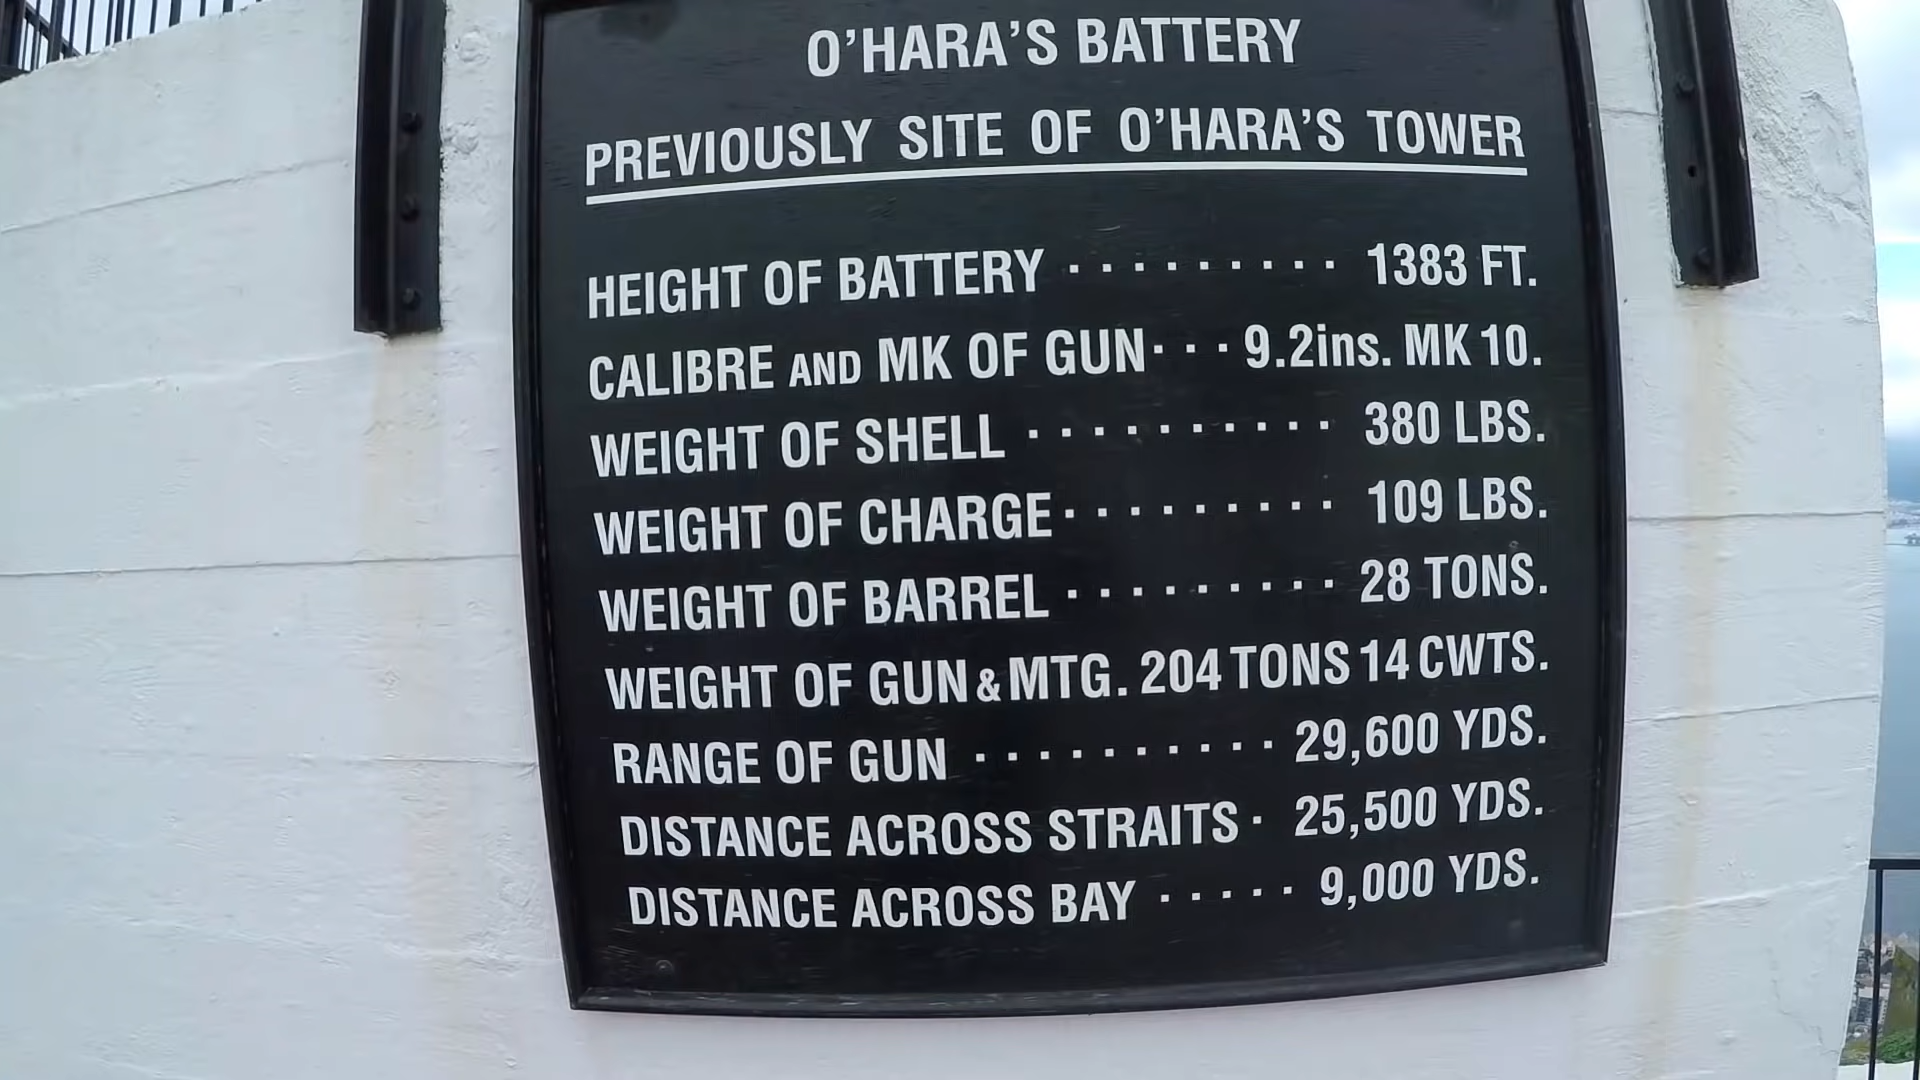 O'HARA'S BATTERY
PREVIOUSLY SITE OF O'HARA'S TOWER
HEIGHT OF BATTERY ......... 1383 FT.
CALIBRE AND MK OF GUN... 9.2ins. MK 10.
WEIGHT OF SHELL .......... 380 LBS.
WEIGHT OF CHARGE......... 109 LBS.
WEIGHT OF BARREL ......... 28 TONS.
WEIGHT OF GUN & MTG. 204 TONS 14 CWTS.
RANGE OF GUN .......... 29,600 YDS.
DISTANCE ACROSS STRAITS . 25,500 YDS.
DISTANCE ACROSS BAY ..... 9,000 YDS.